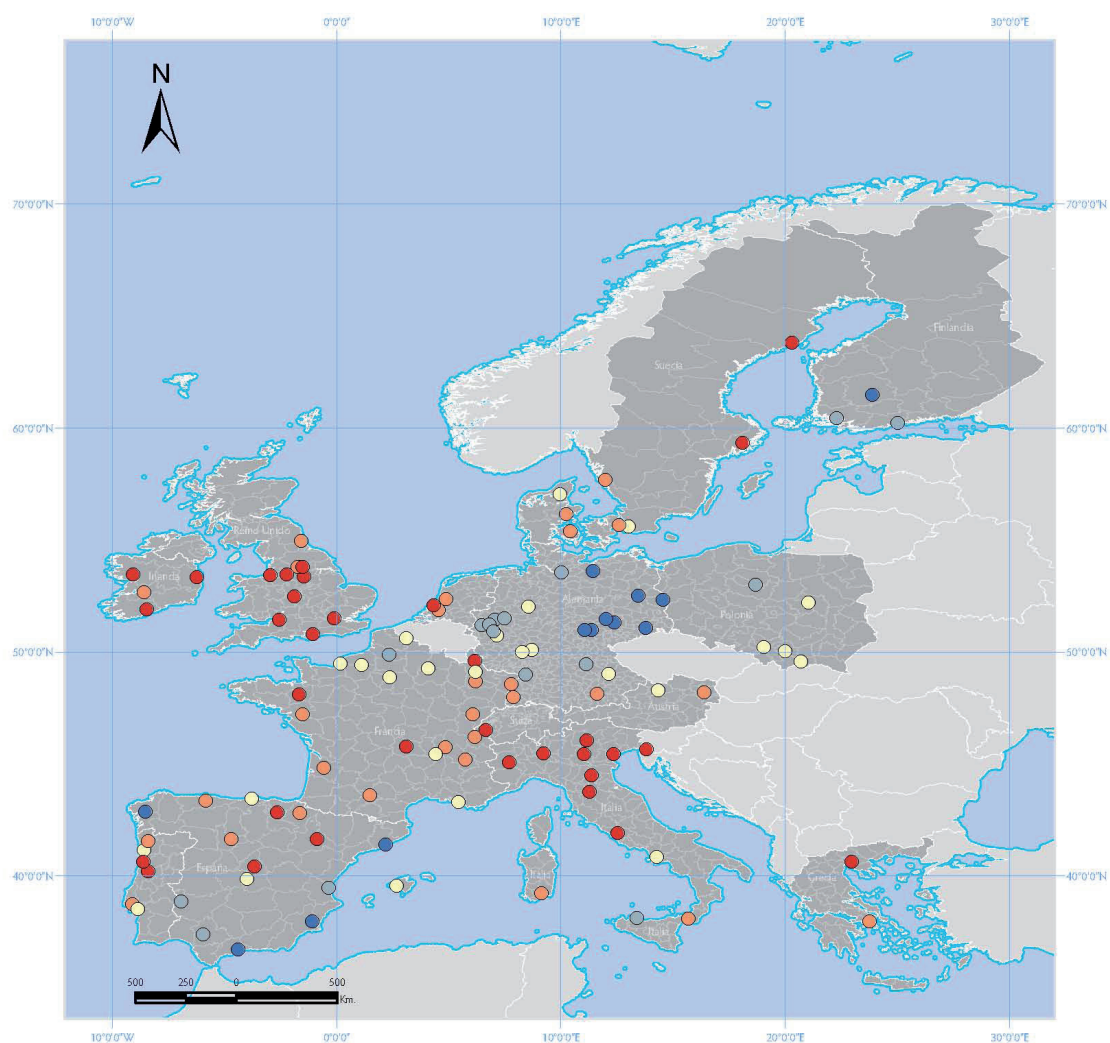 10°0'0"W 0°0'0"E 10°0'0"E 20°0'0"E 30°0'0"E
N
70°0'0"N 70°0'0"N
Finlandia
Suecia
60°0'0"N 60°0'0"N
Reino Unido
Irlanda
Alemania
Polonia
50°0'0"N 50°0'0"N
Austria
Suiza
Francia
Italia
España
Italia
Grecia
40°0'0"N 40°0'0"N
Italia
500 250 0 500
Km.
10°0'0"W 0°0'0"E 10°0'0"E 20°0'0"E 30°0'0"E